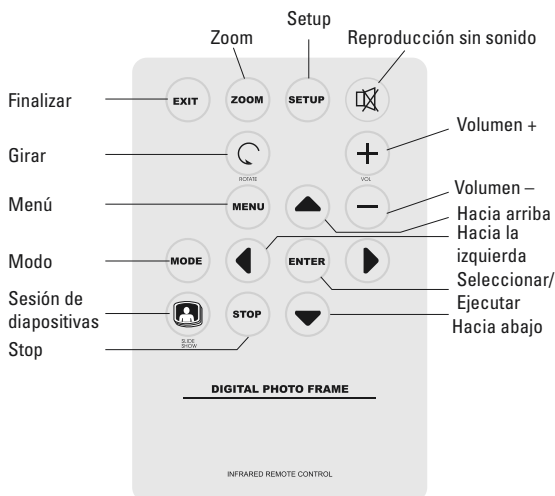 Setup
Zoom
Reproducción sin sonido
Finalizar
EXIT
ZOOM
SETUP
Volumen +
Girar
ROTATE
VOL
Menú
MENU
Volumen –
Hacia arriba
Hacia la
izquierda
Modo
MODE
ENTER
Seleccionar/
Ejecutar
Sesión de
diapositivas
SLIDE
SHOW
STOP
Hacia abajo
Stop
DIGITAL PHOTO FRAME
INFRARED REMOTE CONTROL